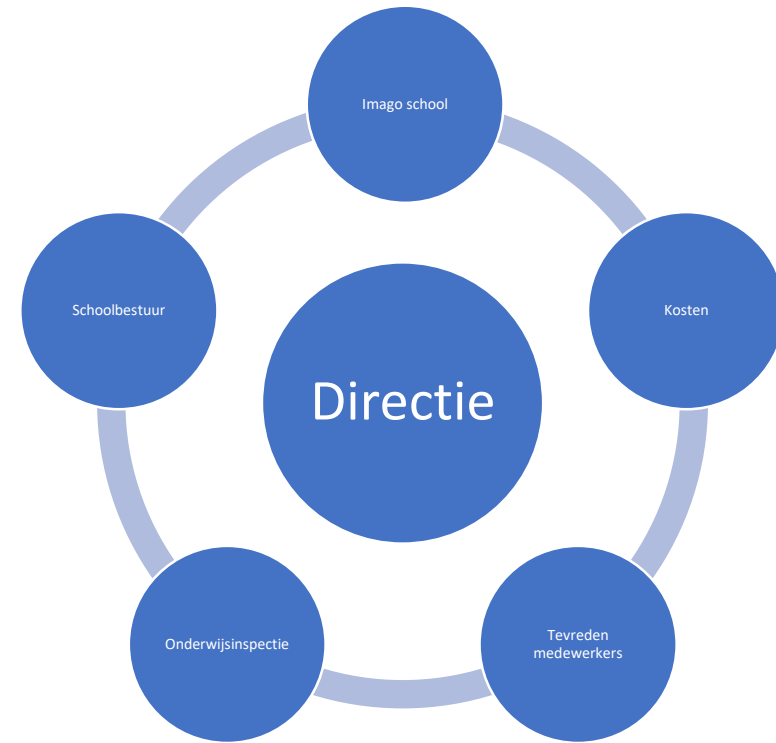 Imago school
Schoolbestuur
Kosten
Directie
Onderwijsinspectie
Tevreden
medewerkers